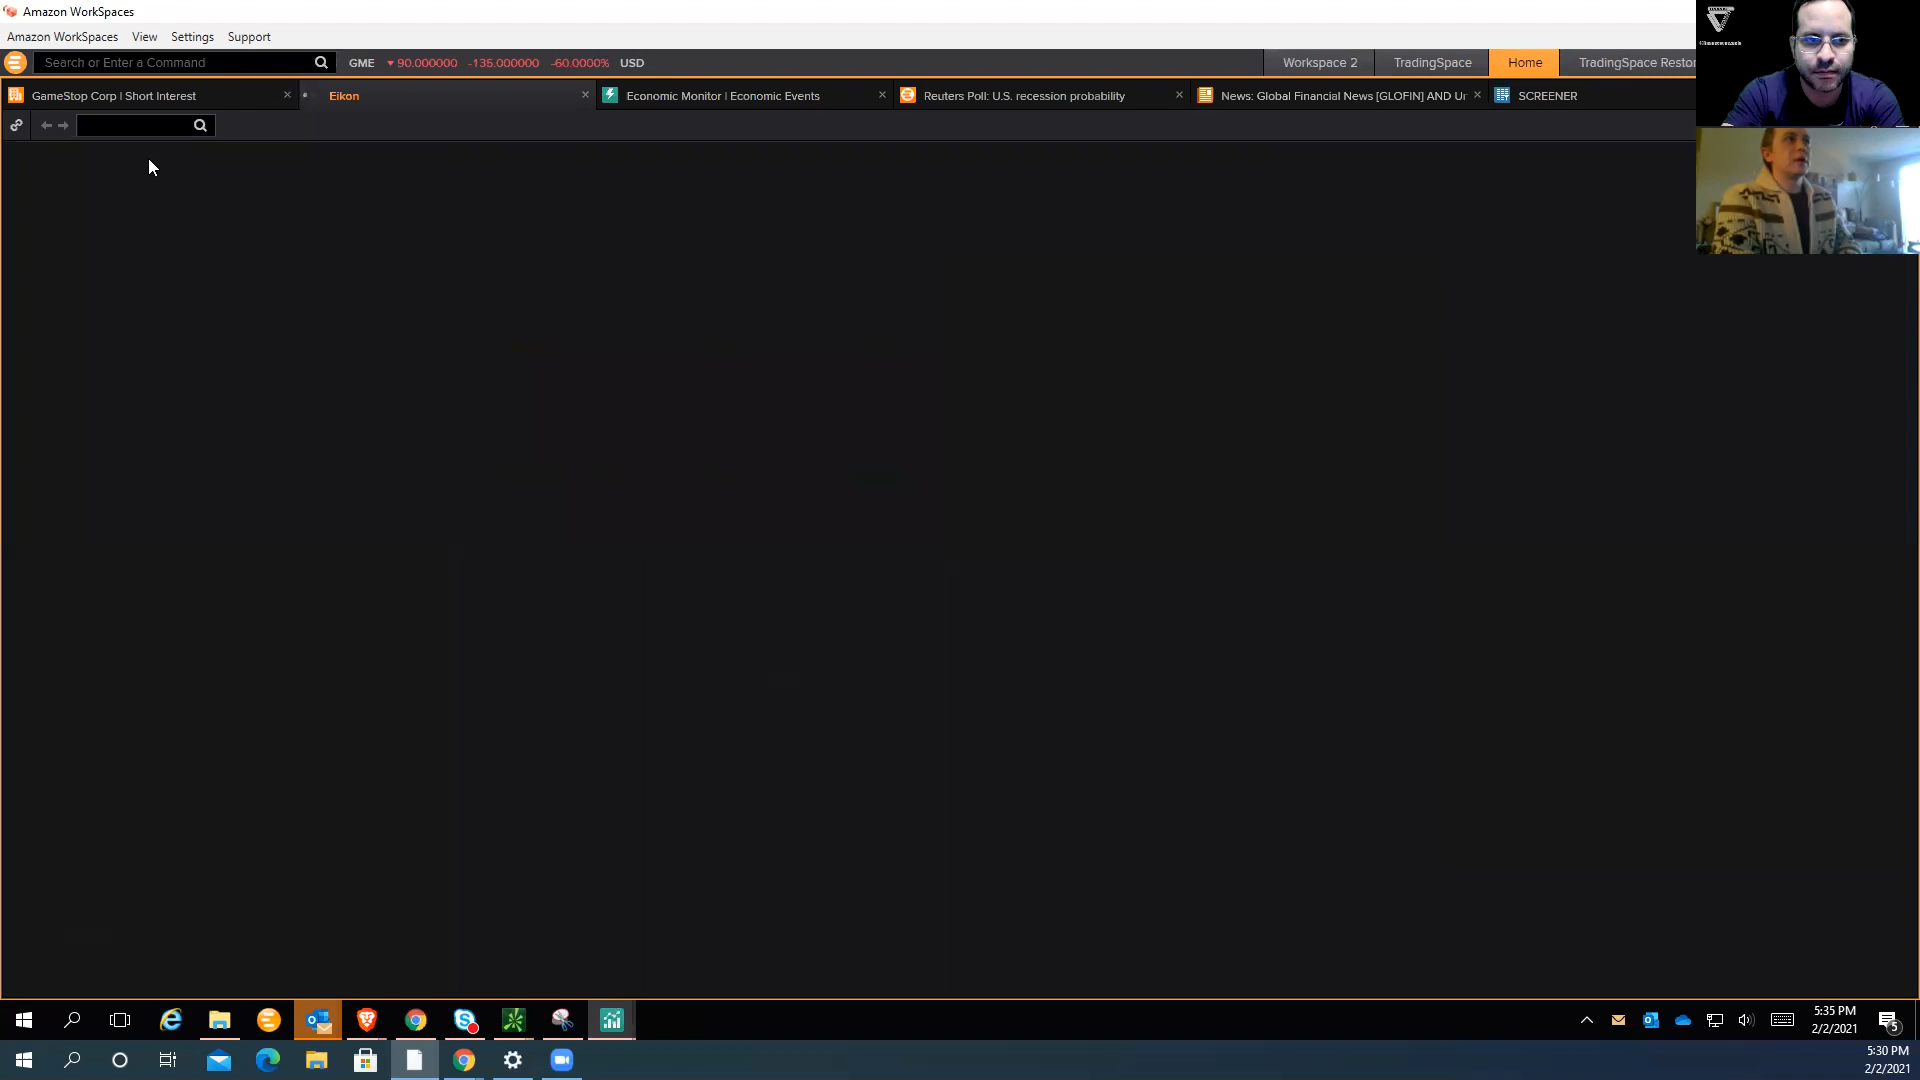 Amazon WorkSpaces
Amazon WorkSpaces View Settings Support
Search or Enter a Command GME 90.000000 -135.000000 -60.0000% USD Workspace 2 TradingSpace Home TradingSpace Resto
GameStop Corp | Short Interest Eikon Economic Monitor | Economic Events Reuters Poll: U.S. recession probability News: Global Financial News [GLOFIN] AND Ur SCREENER
5:35 PM
2/2/2021
5
5:30 PM
2/2/2021